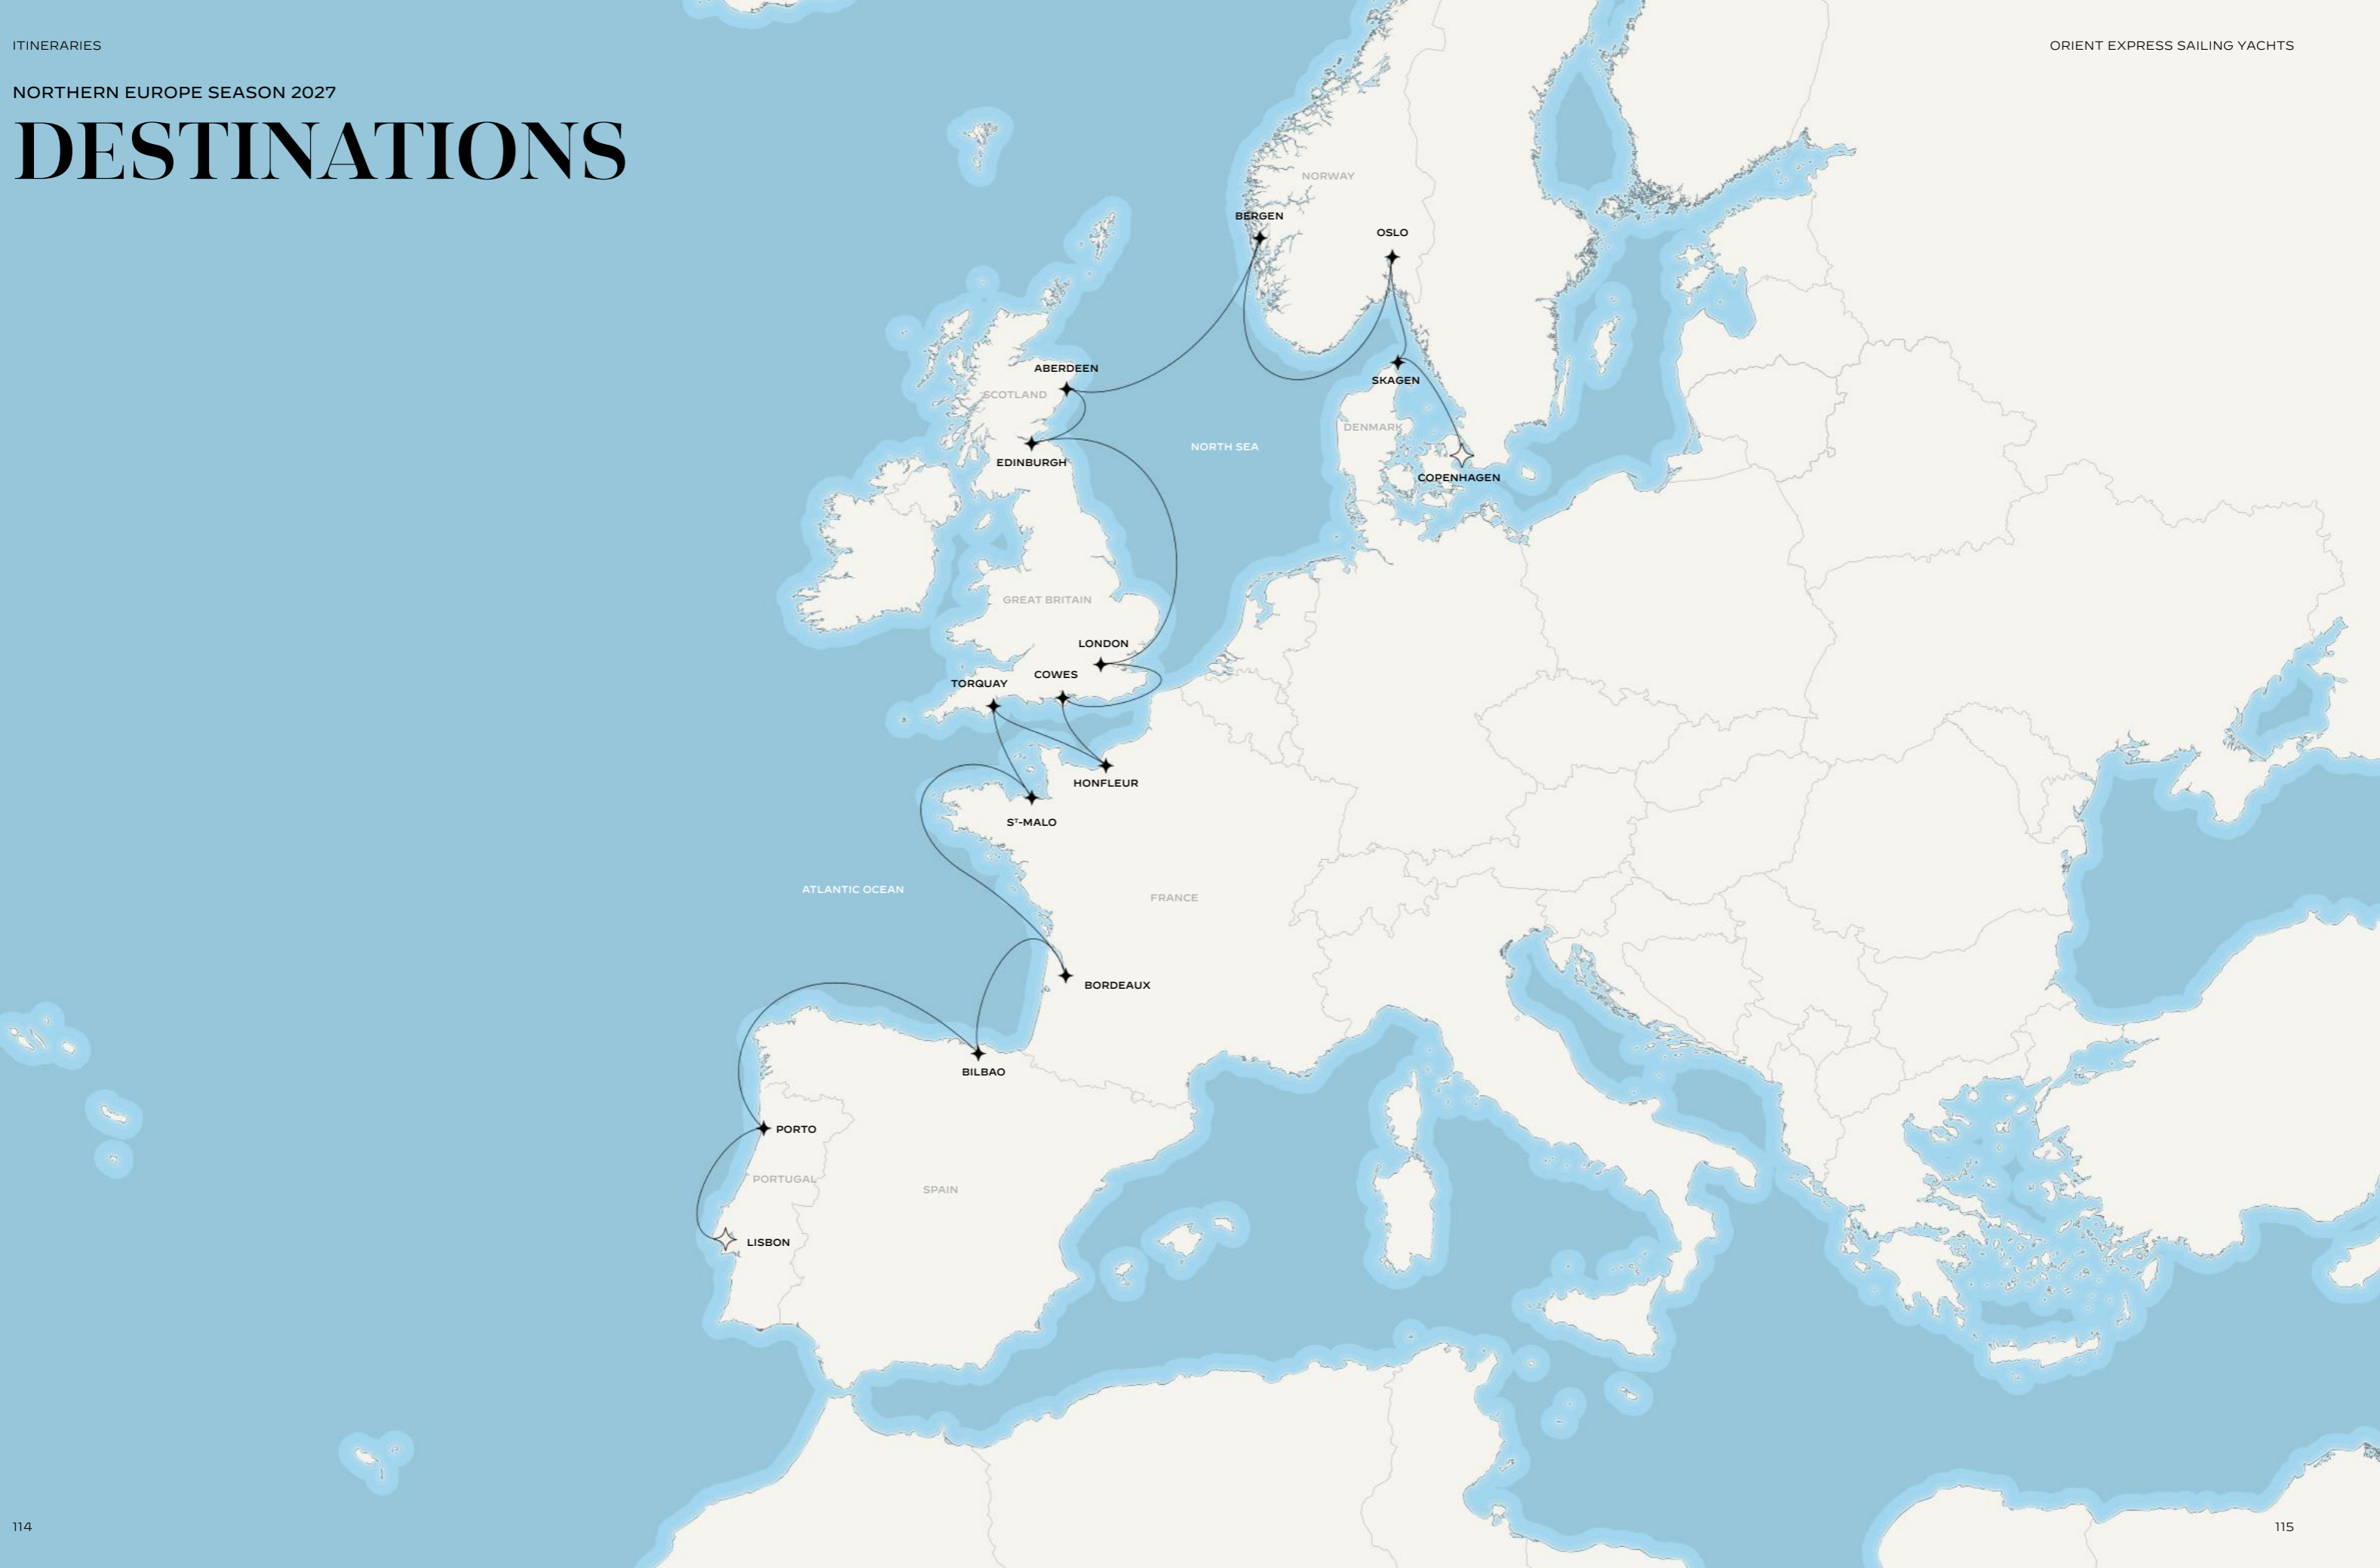 ITINERARIES
ORIENT EXPRESS SAILING YACHTS
NORTHERN EUROPE SEASON 2027
DESTINATIONS
NORWAY
BERGEN
OSLO
ABERDEEN
SKAGEN
SCOTLAND
DENMARK
NORTH SEA
EDINBURGH
COPENHAGEN
GREAT BRITAIN
LONDON
COWES
TORQUAY
HONFLEUR
Sᵀ-MALO
ATLANTIC OCEAN
FRANCE
BORDEAUX
BILBAO
PORTO
PORTUGAL
SPAIN
LISBON
114
115